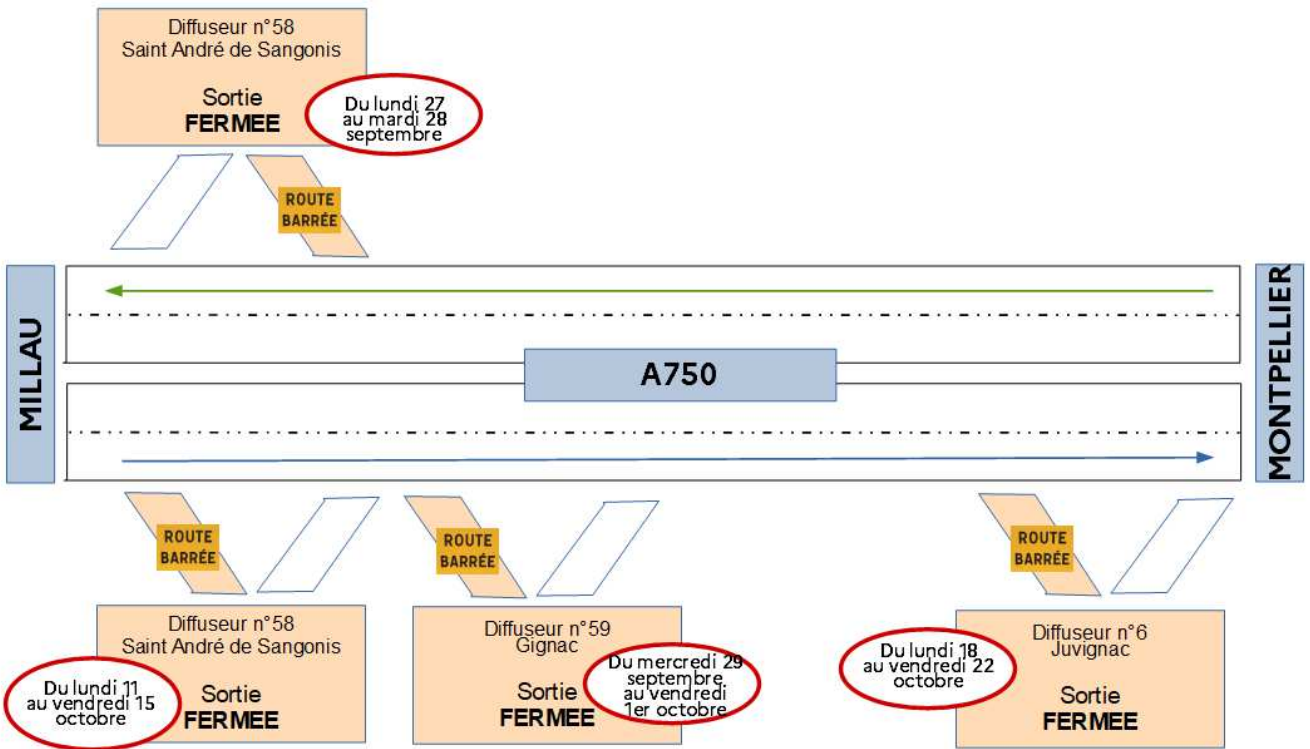 Diffuseur n°58
Saint André de Sangonis
Sortie
FERMEE
Du lundi 27
au mardi 28
septembre
ROUTE
BARRÉE
MILLAU
A750
MONTPELLIER
ROUTE
BARRÉE
ROUTE
BARRÉE
ROUTE
BARRÉE
Diffuseur n°58
Saint André de Sangonis
Sortie
FERMEE
Du lundi 11
au vendredi 15
octobre
Diffuseur n°59
Gignac
Sortie
FERMEE
Du mercredi 29
septembre
au vendredi
1er octobre
Du lundi 18
au vendredi 22
octobre
Diffuseur n°6
Juvignac
Sortie
FERMEE